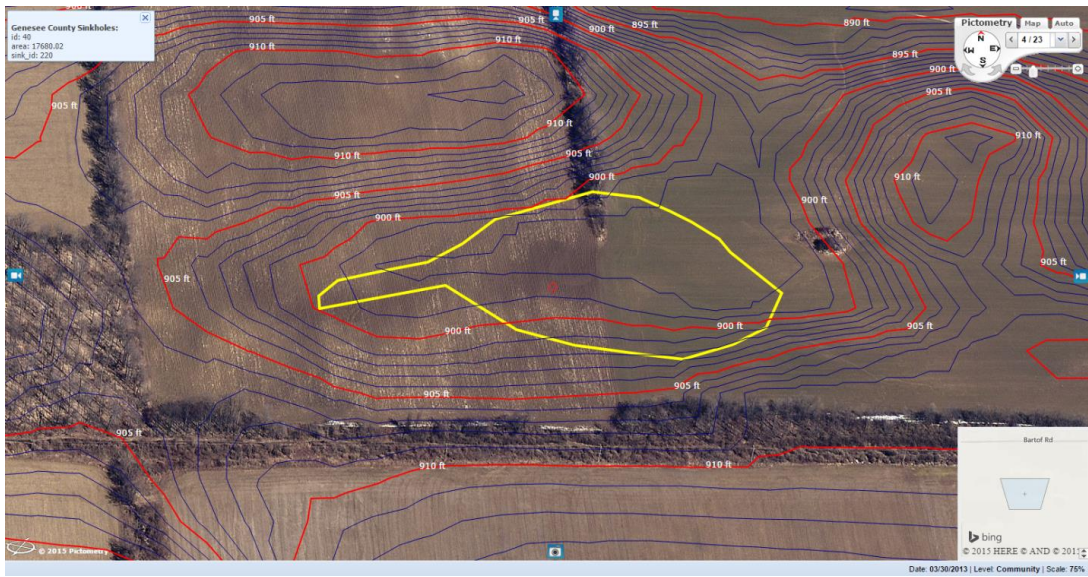 Genesee County Sinkholes:
id: 40
area: 17680.02
sink_id: 220
905 ft
895 ft
890 ft
Pictometry Map Auto
N
W E
S
4 / 23
910 ft
895 ft
900 ft
905 ft
905 ft
910 ft
910 ft
910 ft
905 ft
900 ft
910 ft
905 ft
900 ft
900 ft
905 ft
905 ft
900 ft
900 ft
905 ft
905 ft
905 ft
905 ft
910 ft
910 ft
Bartof Rd
bing
© 2015 HERE © AND © 201
© 2015 Pictometry
Date: 03/30/2013 | Level: Community | Scale: 75%